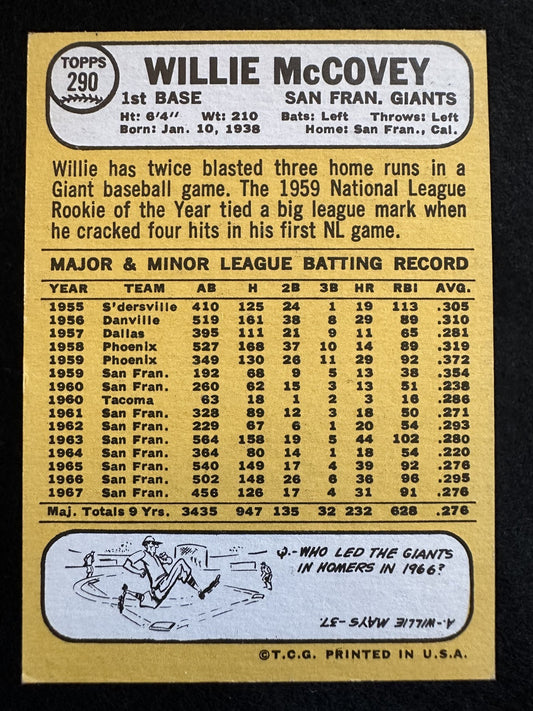 TOPPS
290
WILLIE McCOVEY
1st BASE SAN FRAN. GIANTS
Ht: 6'4" Wt: 210 Bats: Left Throws: Left
Born: Jan. 10, 1938 Home: San Fran., Cal.
Willie has twice blasted three home runs in a
Giant baseball game. The 1959 National League
Rookie of the Year tied a big league mark when
he cracked four hits in his first NL game.
MAJOR & MINOR LEAGUE BATTING RECORD
YEAR TEAM AB H 2B 3B HR RBI AVG.
1955 S'dersville 410 125 24 1 19 113 .305
1956 Danville 519 161 38 8 29 89 .310
1957 Dallas 395 111 21 9 11 65 .281
1958 Phoenix 527 168 37 10 14 89 .319
1959 Phoenix 349 130 26 11 29 92 .372
1959 San Fran. 192 68 9 5 13 38 .354
1960 San Fran. 260 62 15 3 13 51 .238
1960 Tacoma 63 18 1 2 3 16 .286
1961 San Fran. 328 89 12 3 18 50 .271
1962 San Fran. 229 67 6 1 20 54 .293
1963 San Fran. 564 158 19 5 44 102 .280
1964 San Fran. 364 80 14 1 18 54 .220
1965 San Fran. 540 149 17 4 39 92 .276
1966 San Fran. 502 148 26 6 36 96 .295
1967 San Fran. 456 126 17 4 31 91 .276
Maj. Totals 9 Yrs. 3435 947 135 32 232 628 .276
Q.-WHO LED THE GIANTS
IN HOMERS IN 1966?
A.-WILLIE MAYS-37.
©T.C.G. PRINTED IN U.S.A.